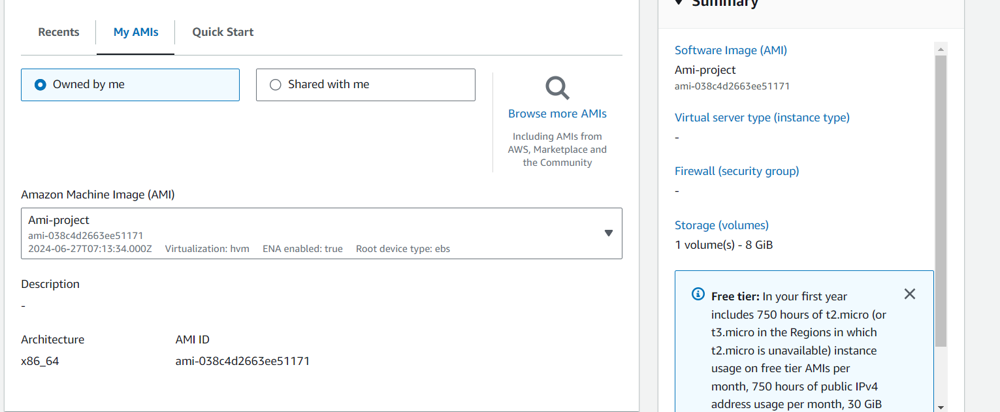 Recents
My AMIs
Quick Start
Owned by me
Shared with me
Browse more AMIs
Including AMIs from
AWS, Marketplace and
the Community
Amazon Machine Image (AMI)
Ami-project
ami-038c4d2663ee51171
2024-06-27T07:13:34.000Z Virtualization: hvm ENA enabled: true Root device type: ebs
Description
-
Architecture
x86_64
AMI ID
ami-038c4d2663ee51171
Summary
Software Image (AMI)
Ami-project
ami-038c4d2663ee51171
Virtual server type (instance type)
-
Firewall (security group)
-
Storage (volumes)
1 volume(s) - 8 GiB
Free tier: In your first year
includes 750 hours of t2.micro (or
t3.micro in the Regions in which
t2.micro is unavailable) instance
usage on free tier AMIs per
month, 750 hours of public IPv4
address usage per month, 30 GiB